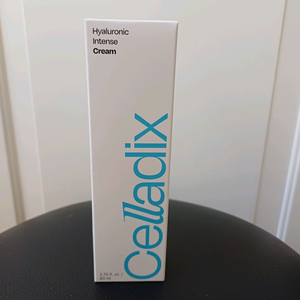 Hyaluronic
Intense
Cream
Celladix